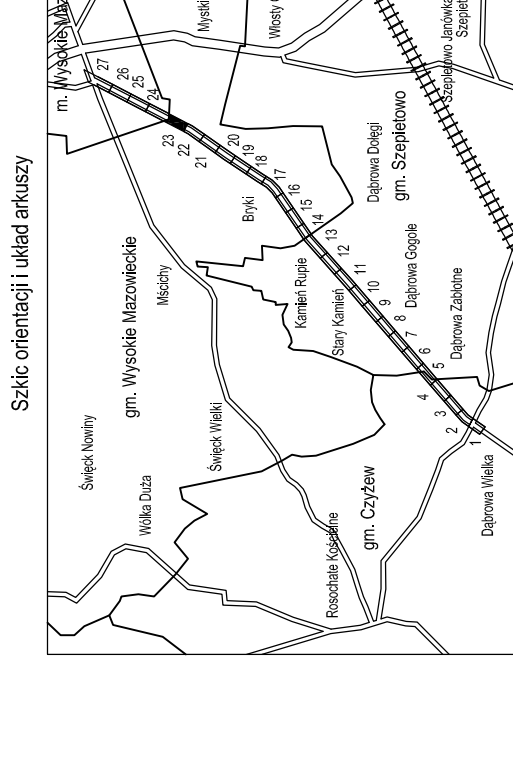 Szkic orientacji i układ arkuszy
m. Wysokie Maz
Mystki
Włosty
Szepietowo Janówka
Szepiet
27
26
25
24
23
22
21
20
19
18
17
16
15
14
13
12
11
10
9
8
7
6
5
4
3
2
1
Bryki
Dąbrowa Dołęgi
gm. Szepietowo
gm. Wysokie Mazowieckie
Mścichy
Kamień Rupie
Stary Kamień
Dąbrowa Gogole
Dąbrowa Zabłotne
Święck Nowiny
Święck Wielki
Wólka Duża
gm. Czyżew
Rosochate Kościelne
Dąbrowa Wielka